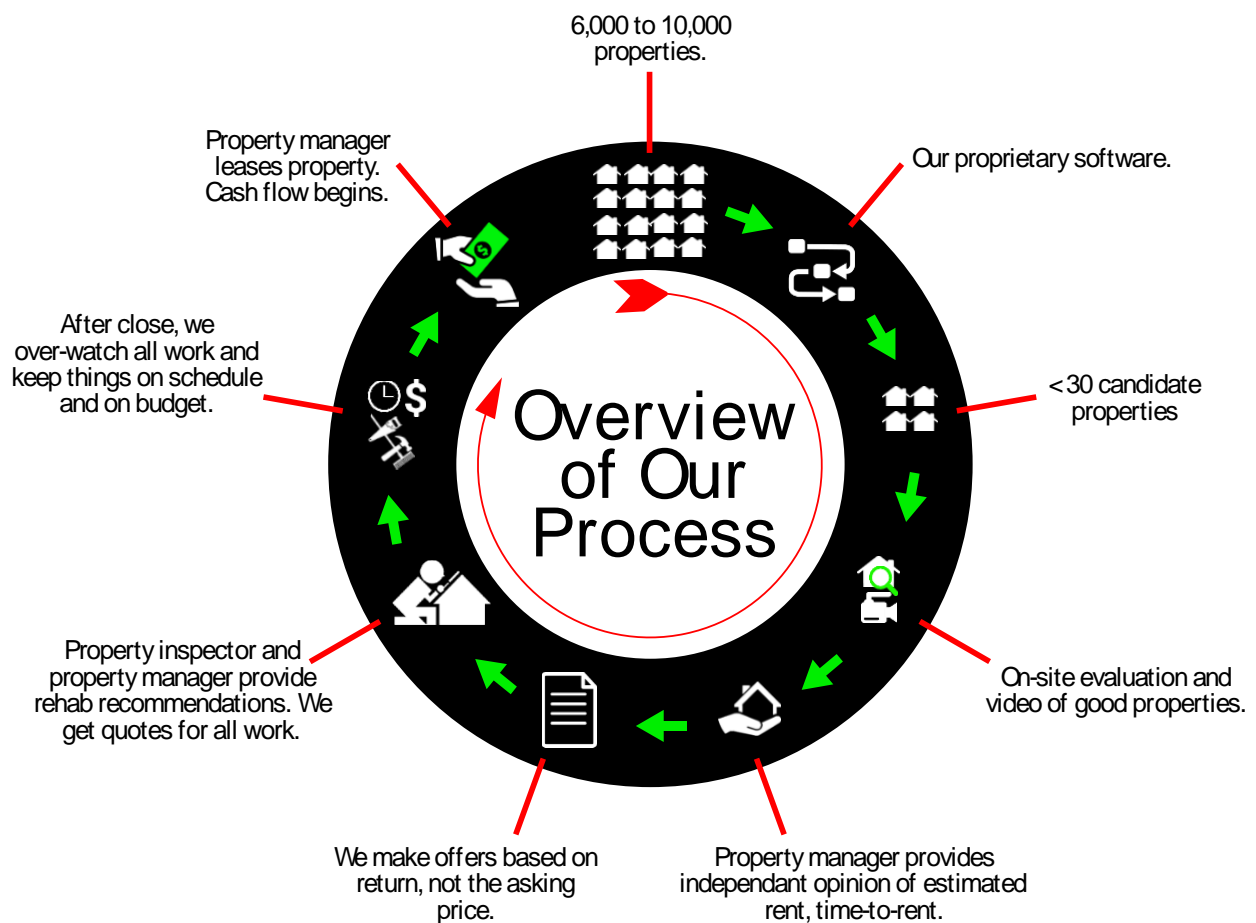 6,000 to 10,000
properties.
Our proprietary software.
< 30 candidate
properties
On-site evaluation and
video of good properties.
Property manager provides
independant opinion of estimated
rent, time-to-rent.
We make offers based on
return, not the asking
price.
Property inspector and
property manager provide
rehab recommendations. We
get quotes for all work.
After close, we
over-watch all work and
keep things on schedule
and on budget.
Property manager
leases property.
Cash flow begins.
Overview
of Our
Process
$
$